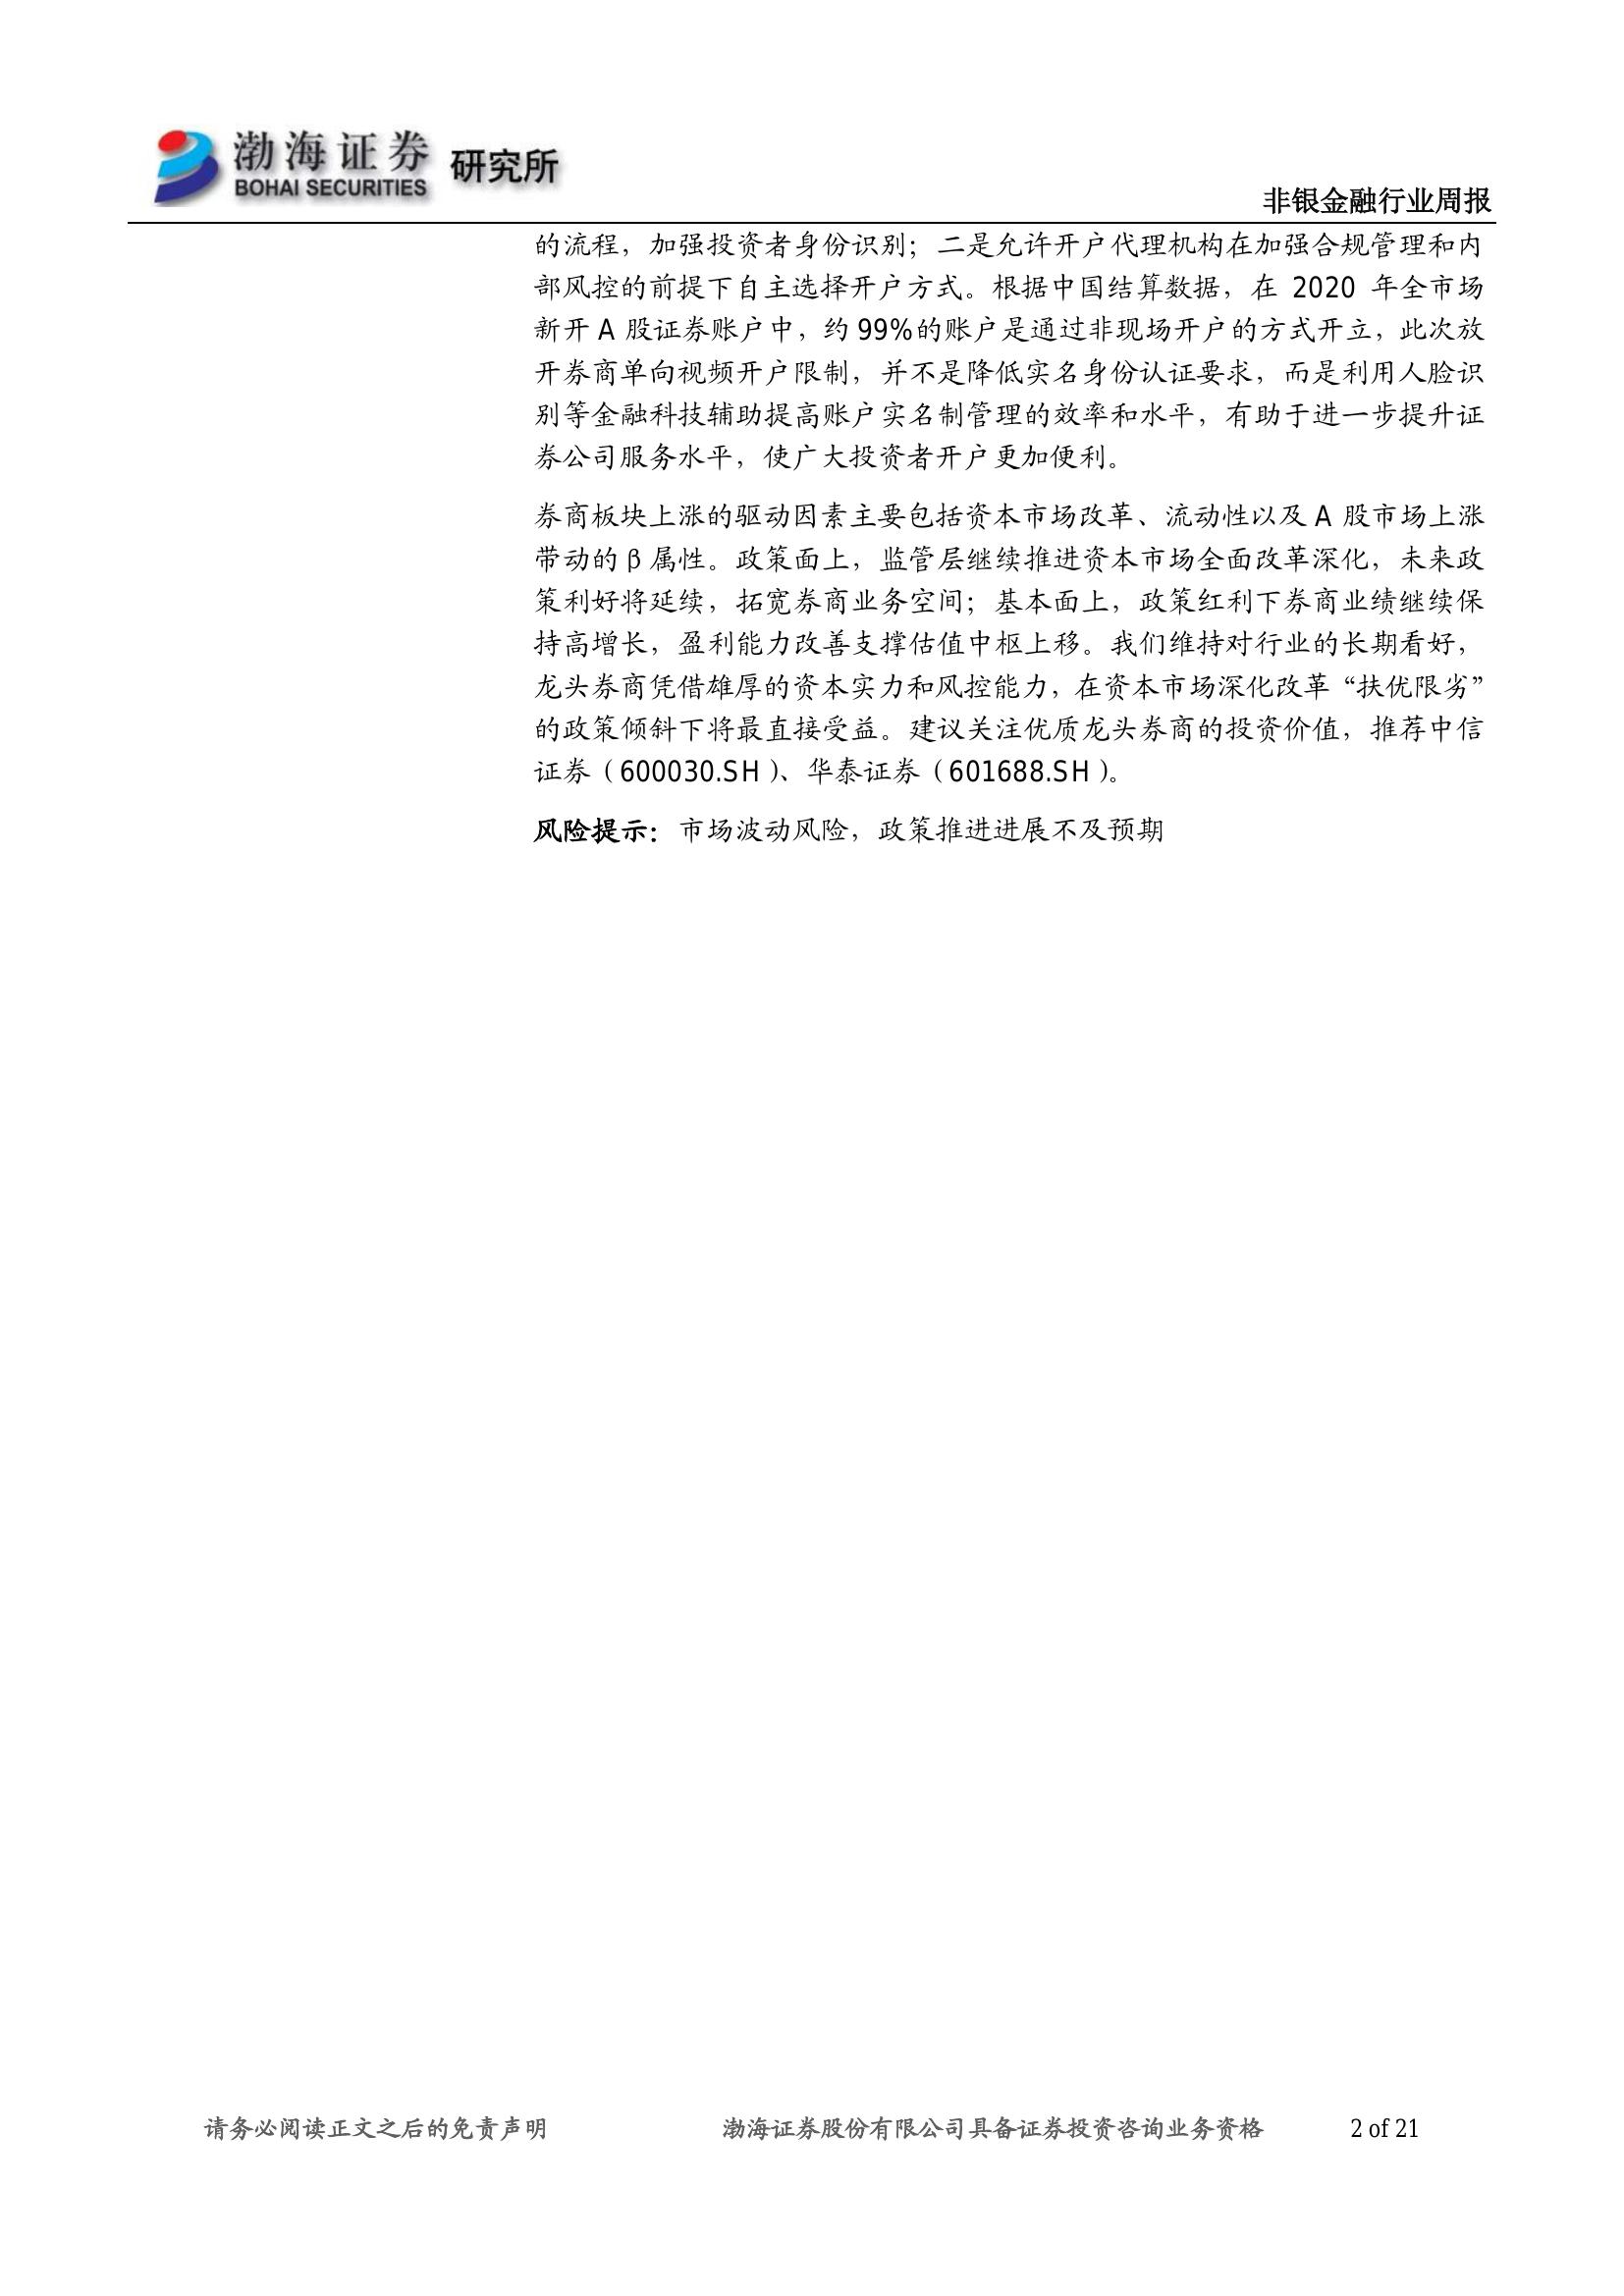 渤海证券 研究所
BOHAI SECURITIES
非银金融行业周报
的流程，加强投资者身份识别；二是允许开户代理机构在加强合规管理和内
部风控的前提下自主选择开户方式。根据中国结算数据，在 2020 年全市场
新开 A 股证券账户中，约 99%的账户是通过非现场开户的方式开立，此次放
开券商单向视频开户限制，并不是降低实名身份认证要求，而是利用人脸识
别等金融科技辅助提高账户实名制管理的效率和水平，有助于进一步提升证
券公司服务水平，使广大投资者开户更加便利。
券商板块上涨的驱动因素主要包括资本市场改革、流动性以及 A 股市场上涨
带动的 β 属性。政策面上，监管层继续推进资本市场全面改革深化，未来政
策利好将延续，拓宽券商业务空间；基本面上，政策红利下券商业绩继续保
持高增长，盈利能力改善支撑估值中枢上移。我们维持对行业的长期看好，
龙头券商凭借雄厚的资本实力和风控能力，在资本市场深化改革“扶优限劣”
的政策倾斜下将最直接受益。建议关注优质龙头券商的投资价值，推荐中信
证券（600030.SH）、华泰证券（601688.SH）。
风险提示：市场波动风险，政策推进进展不及预期
请务必阅读正文之后的免责声明 渤海证券股份有限公司具备证券投资咨询业务资格 2 of 21